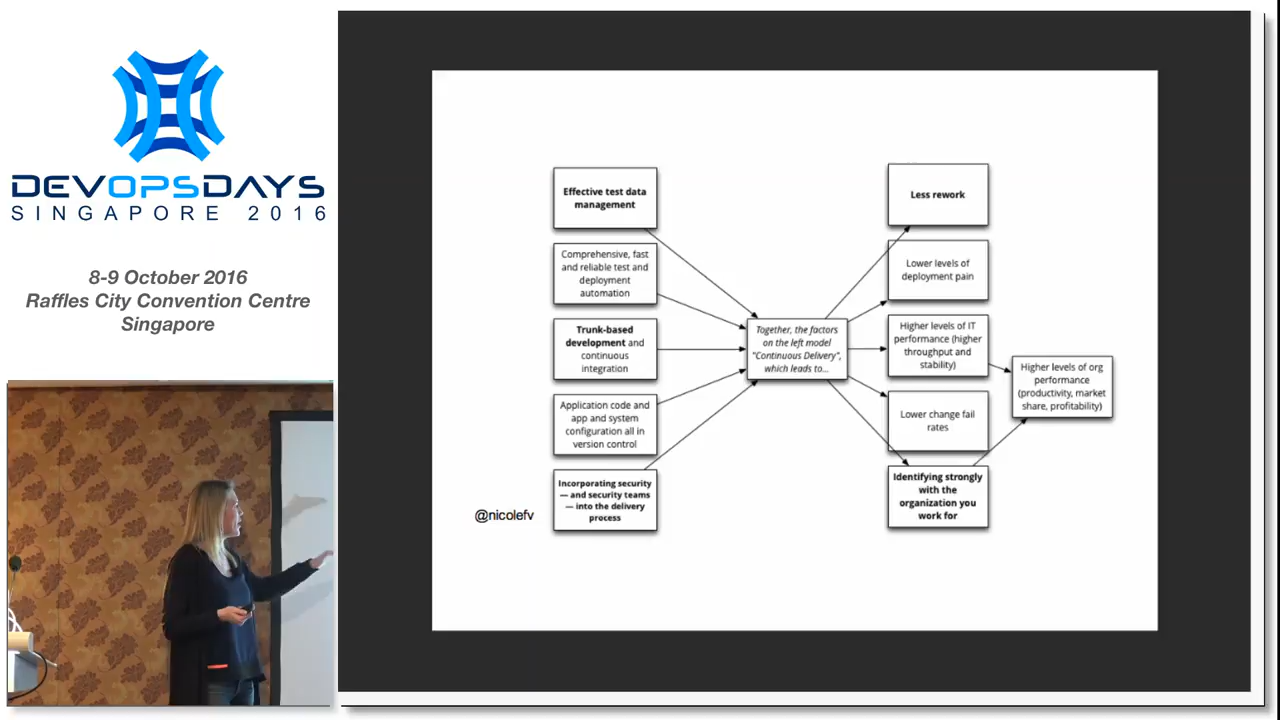 DEVOPSDAYS
SINGAPORE 2016
8-9 October 2016
Raffles City Convention Centre
Singapore
Effective test data
management
Comprehensive, fast
and reliable test and
deployment
automation
Trunk-based
development and
continuous
integration
Application code and
app and system
configuration all in
version control
Incorporating security
— and security teams
— into the delivery
process
@nicolefv
Together, the factors
on the left model
"Continuous Delivery",
which leads to...
Less rework
Lower levels of
deployment pain
Higher levels of IT
performance (higher
throughput and
stability)
Lower change fail
rates
Identifying strongly
with the
organization you
work for
Higher levels of org
performance
(productivity, market
share, profitability)